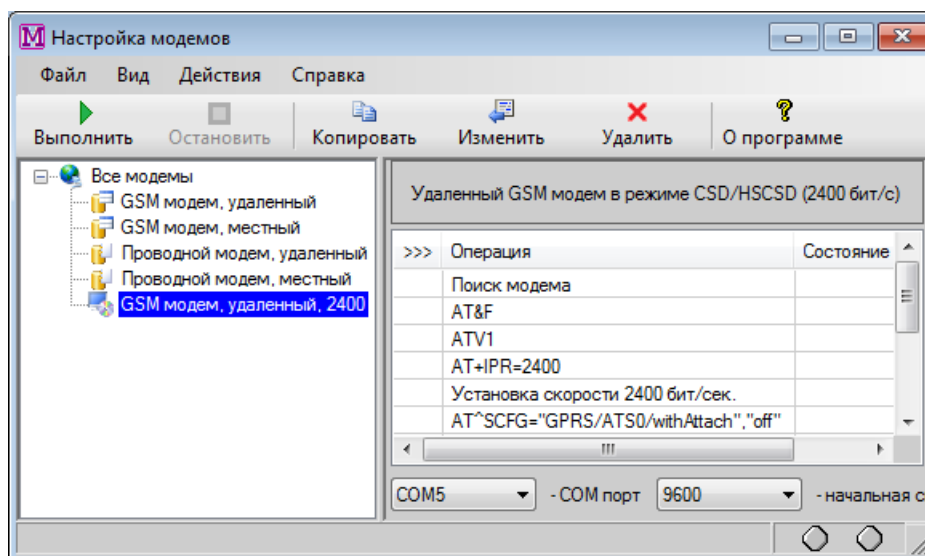 M Настройка модемов
Файл Вид Действия Справка
Выполнить Остановить Копировать Изменить Удалить О программе
Все модемы
GSM модем, удаленный
GSM модем, местный
Проводной модем, удаленный
Проводной модем, местный
GSM модем, удаленный, 2400
Удаленный GSM модем в режиме CSD/HSCSD (2400 бит/с)
>>> Операция Состояние
Поиск модема
AT&F
ATV1
AT+IPR=2400
Установка скорости 2400 бит/сек.
AT^SCFG="GPRS/ATS0/withAttach","off"
COM5 - COM порт 9600 - начальная с